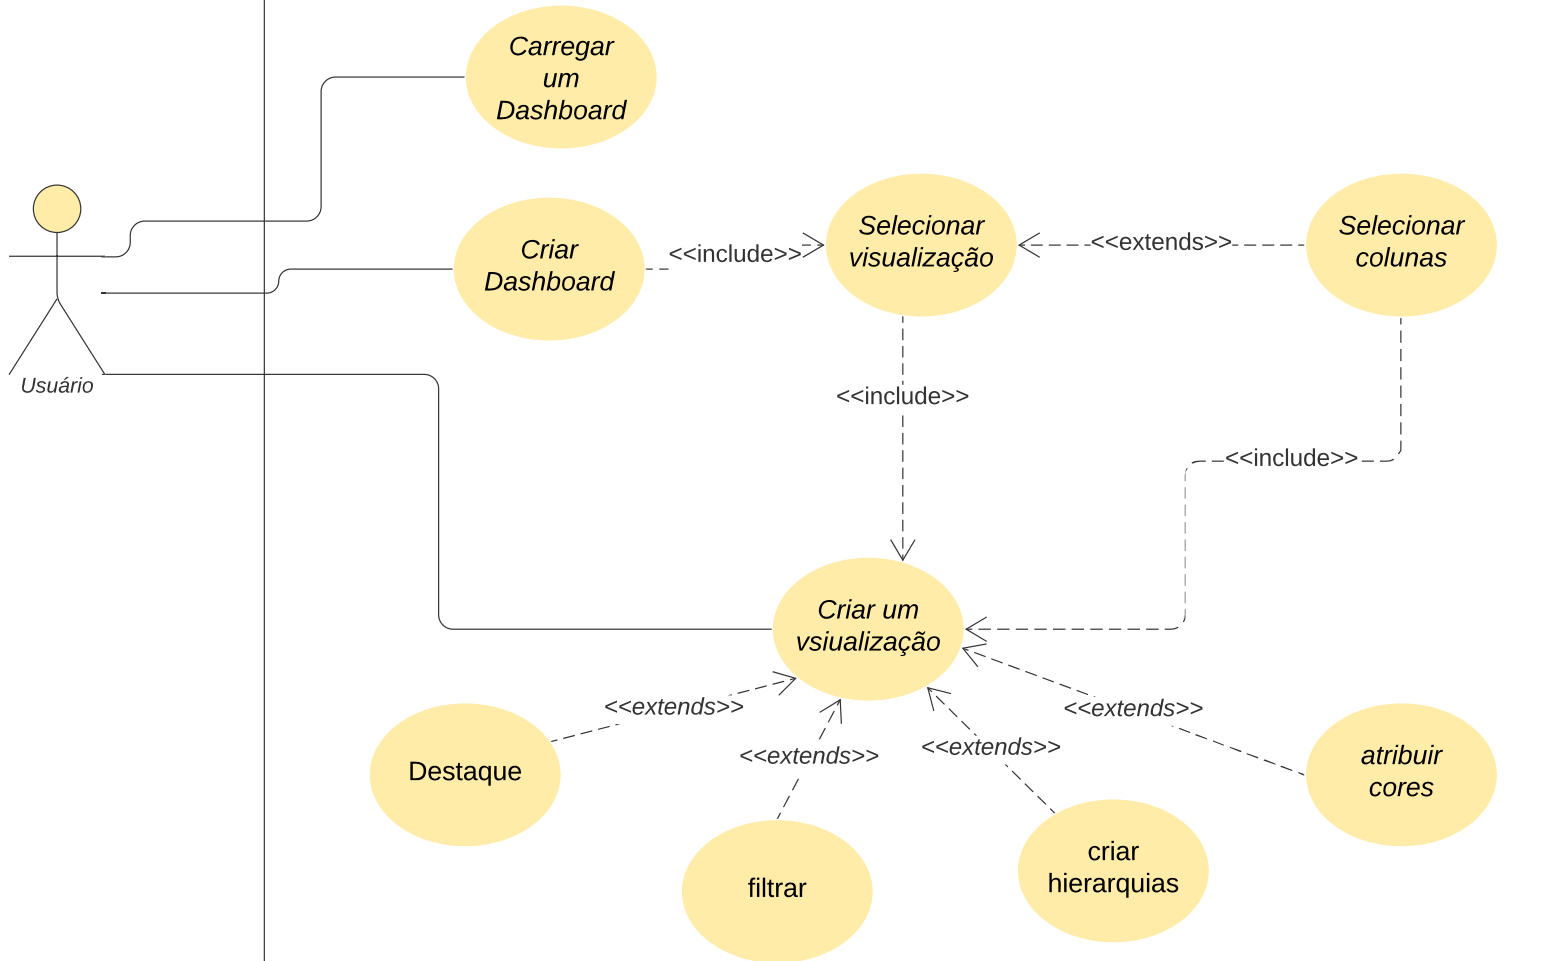 Carregar
um
Dashboard
Criar
Dashboard
<<include>>
Selecionar
visualização
<<extends>>
Selecionar
colunas
Usuário
<<include>>
<<include>>
Criar um
vsiualização
<<extends>>
<<extends>>
<<extends>>
<<extends>>
Destaque
filtrar
criar
hierarquias
atribuir
cores